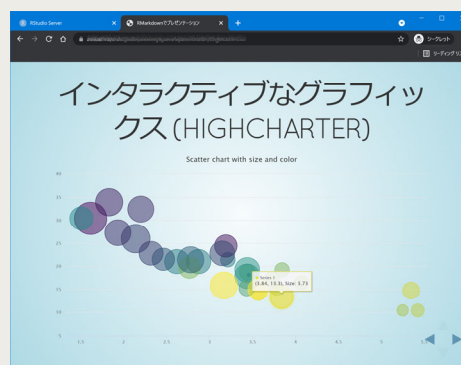 RStudio Server
RMarkdownでプレゼンテーション
シークレット
リーディング リス
インタラクティブなグラフィッ
クス (HIGHCHARTER)
Scatter chart with size and color
40
35
30
25
20
15
10
5
Series 1
(3.84, 13.3), Size: 3.73
1.5
2
2.5
3
3.5
4
4.5
5